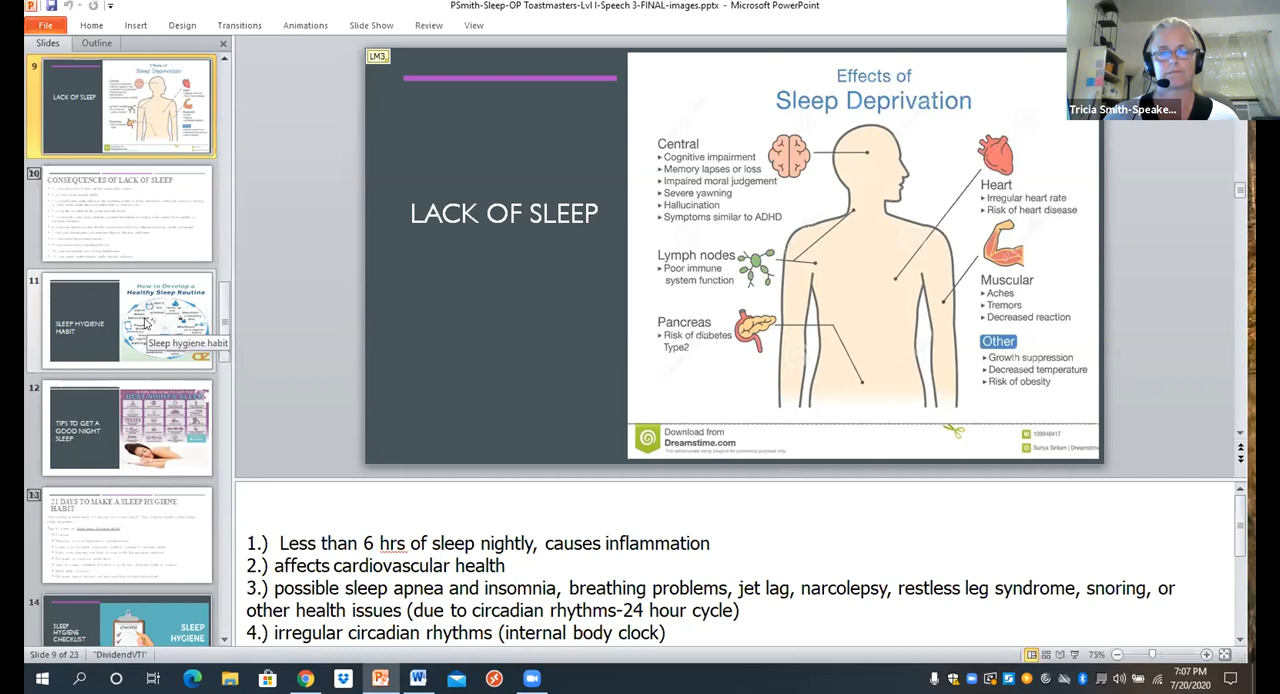 PSmith-Sleep-OP Toastmasters-Lvl I-Speech 3-FINAL-images.pptx - Microsoft PowerPoint
File Home Insert Design Transitions Animations Slide Show Review View
Slides Outline
9
LACK OF SLEEP
Effects of
Sleep Deprivation
10
CONSEQUENCES OF LACK OF SLEEP
11
SLEEP HYGIENE
HABIT
How to Develop a
Healthy Sleep Routine
Sleep hygiene habit
12
TIPS TO GET A
GOOD NIGHT
SLEEP
BEST NIGHT'S SLEEP
13
21 DAYS TO MAKE A SLEEP HYGIENE
HABIT
14
SLEEP
HYGIENE
CHECKLIST
SLEEP
HYGIENE
LM3
LACK OF SLEEP
Effects of
Sleep Deprivation
Central
Cognitive impairment
Memory lapses or loss
Impaired moral judgement
Severe yawning
Hallucination
Symptoms similar to ADHD
Lymph nodes
Poor immune
system function
Pancreas
Risk of diabetes
Type2
Heart
Irregular heart rate
Risk of heart disease
Muscular
Aches
Tremors
Decreased reaction
Other
Growth suppression
Decreased temperature
Risk of obesity
Download from
Dreamstime.com
Tricia Smith-Speake...
1.) Less than 6 hrs of sleep nightly, causes inflammation
2.) affects cardiovascular health
3.) possible sleep apnea and insomnia, breathing problems, jet lag, narcolepsy, restless leg syndrome, snoring, or
other health issues (due to circadian rhythms-24 hour cycle)
4.) irregular circadian rhythms (internal body clock)
Slide 9 of 23 "DividendVTI" 75%
7:07 PM
7/20/2020